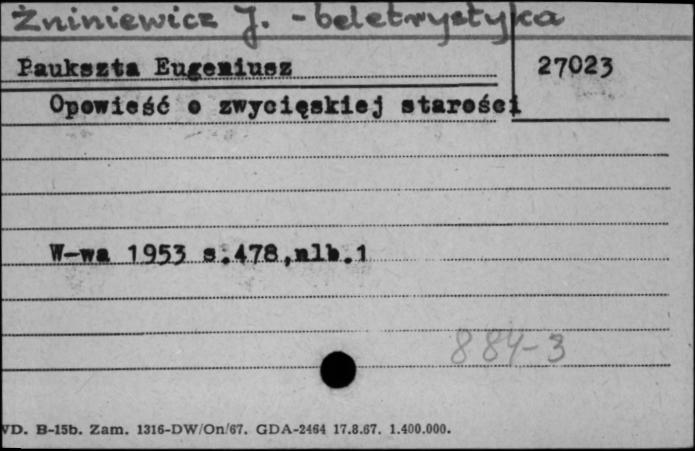 Żniniewicz J. - beletrystyka
Paukszta Eugeniusz 27023
Opowieść o zwycięskiej starości
W-wa 1953 s.478,nlb.1
884-3
VD. B-15b. Zam. 1316-DW/On/67. GDA-2464 17.8.67. 1.400.000.